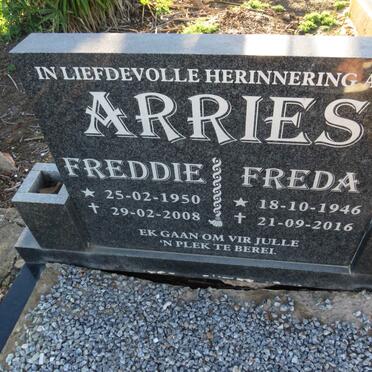 IN LIEFDEVOLLE HERINNERING
ARRIES
FREDDIE
★ 25-02-1950
✝ 29-02-2008
FREDA
★ 18-10-1946
✝ 21-09-2016
EK GAAN OM VIR JULLE
'N PLEK TE BEREI.